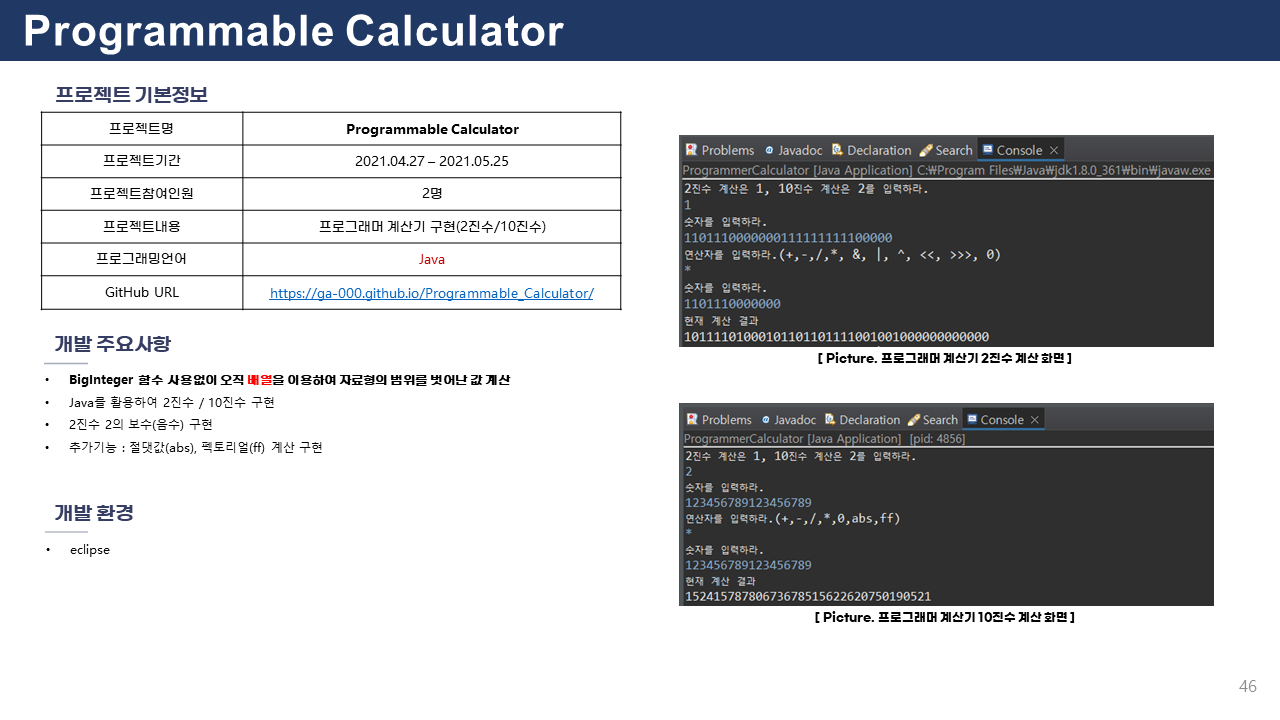 Programmable Calculator
프로젝트 기본정보
프로젝트명 Programmable Calculator
프로젝트기간 2021.04.27 – 2021.05.25
프로젝트참여인원 2명
프로젝트내용 프로그래머 계산기 구현(2진수/10진수)
프로그래밍언어 Java
GitHub URL https://ga-000.github.io/Programmable_Calculator/
개발 주요사항
• BigInteger 함수 사용없이 오직 배열을 이용하여 자료형의 범위를 벗어난 값 계산
• Java를 활용하여 2진수 / 10진수 구현
• 2진수 2의 보수(음수) 구현
• 추가기능 : 절댓값(abs), 펙토리얼(ff) 계산 구현
개발 환경
• eclipse
Problems Javadoc Declaration Search Console
ProgrammerCalculator [Java Application] C:₩Program Files₩Java₩jdk1.8.0_361₩bin₩javaw.exe
2진수 계산은 1, 10진수 계산은 2를 입력하라.
1
숫자를 입력하라.
1101110000000111111111100000
연산자를 입력하라.(+,-,/,*, &, |, ^, <<, >>>, 0)
*
숫자를 입력하라.
1101110000000
현재 계산 결과
10111101000101101101111001001000000000000
[ Picture. 프로그래머 계산기 2진수 계산 화면 ]
Problems Javadoc Declaration Search Console
ProgrammerCalculator [Java Application] [pid: 4856]
2진수 계산은 1, 10진수 계산은 2를 입력하라.
2
숫자를 입력하라.
123456789123456789
연산자를 입력하라.(+,-,/,*,0,abs,ff)
*
숫자를 입력하라.
123456789123456789
현재 계산 결과
15241578780673678515622620750190521
[ Picture. 프로그래머 계산기 10진수 계산 화면 ]
46